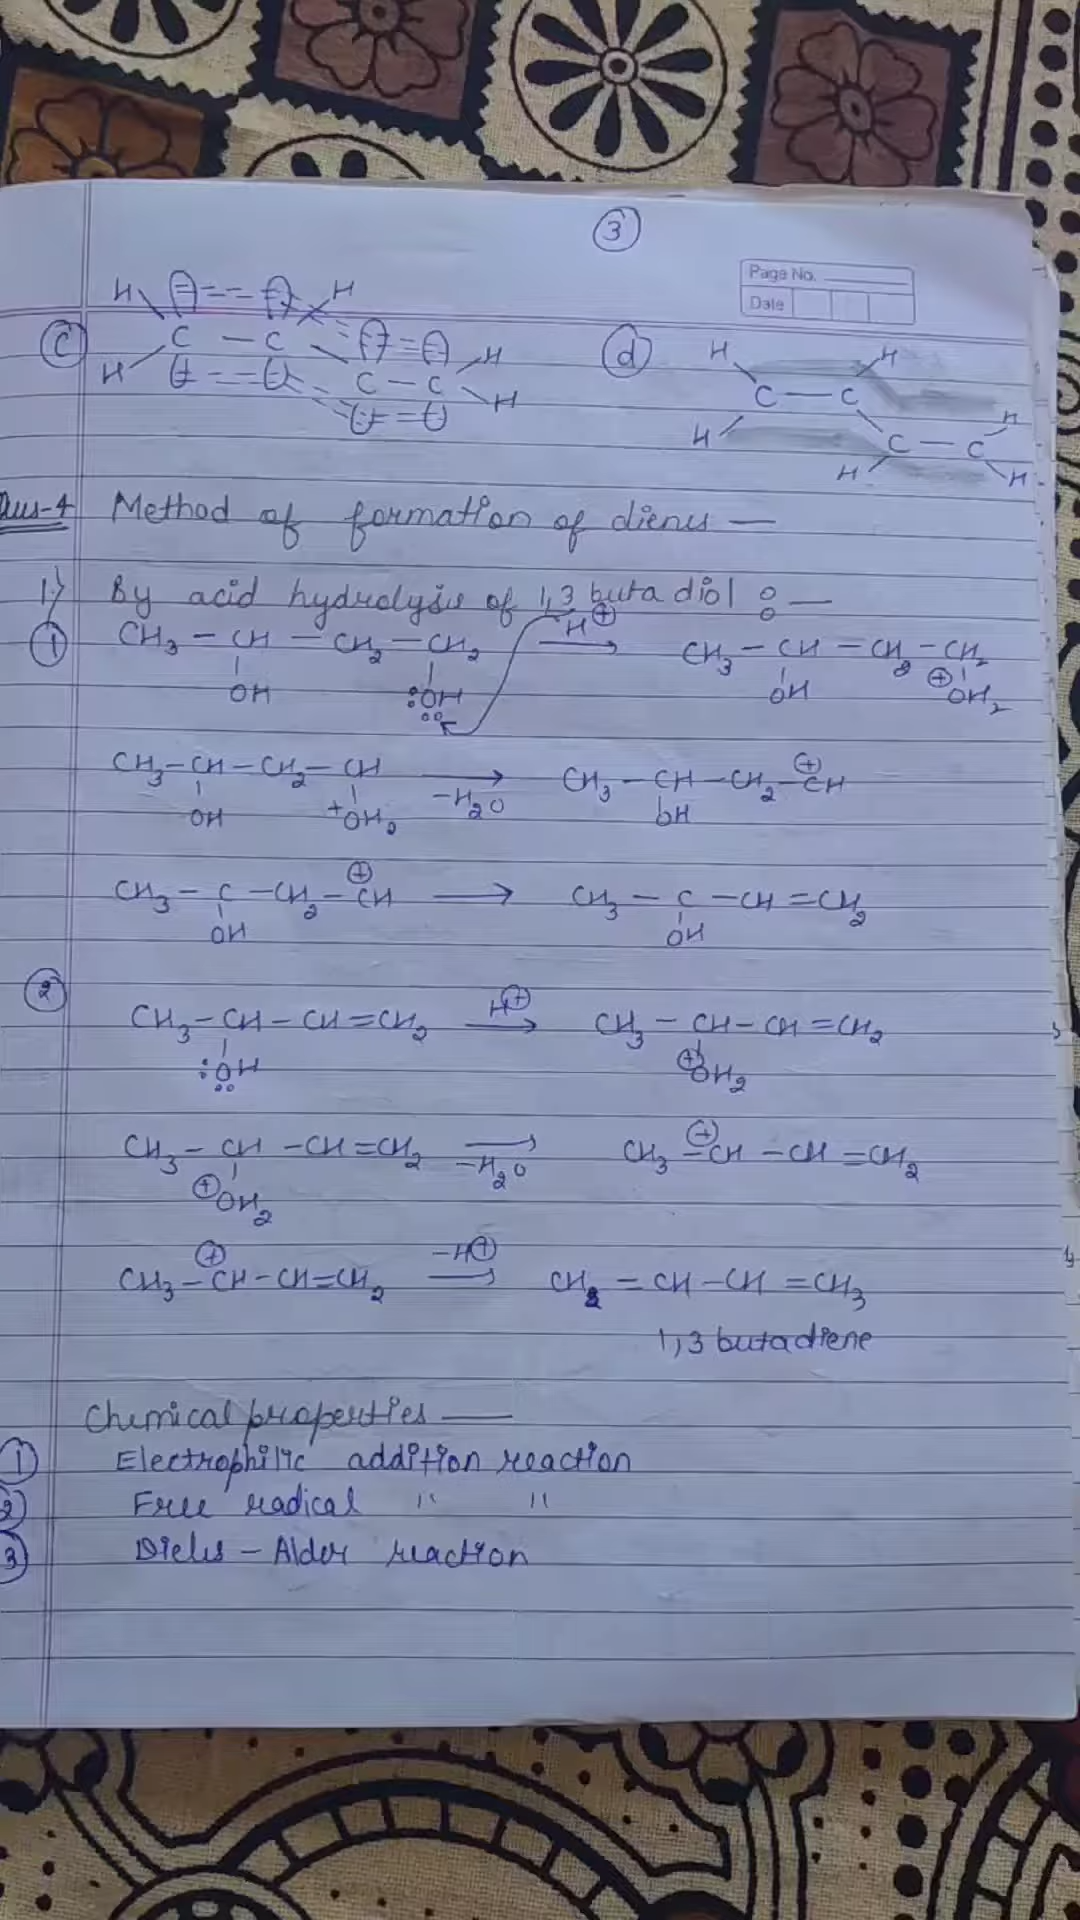 3
Page No.
Date
C H H
C — C H
H C — C H
d H H
C — C H
H C — C
H H
Ques-4 Method of formation of dienes —
1.) By acid hydrolysis of 1,3 butadiol : —
1 CH3 – CH – CH2 – CH2 H⊕ → CH3 – CH – CH2 – CH2
OH :ÖH OH ⊕OH2
CH3–CH–CH2–CH –H2O → CH3 – CH – CH2 – ⊕CH
OH +OH2 OH
CH3 – C – CH2 – ⊕CH → CH3 – C – CH = CH2
OH OH
2 CH3 – CH – CH = CH2 H⊕ → CH3 – CH – CH = CH2
:ÖH ⊕OH2
CH3 – CH – CH = CH2 –H2O → CH3 – ⊕CH – CH = CH2
⊕OH2
CH3 – ⊕CH – CH = CH2 –H⊕ → CH2 = CH – CH = CH3
1,3 butadiene
Chemical properties —
1 Electrophilic addition reaction
2 Free radical " "
3 Diels – Alder reaction